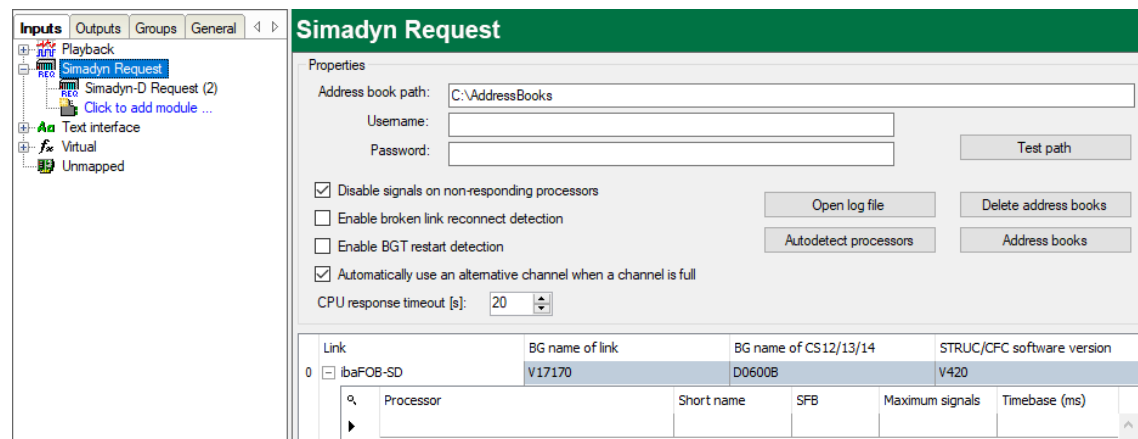 Inputs Outputs Groups General
Playback
REQ Simadyn Request
REQ Simadyn-D Request (2)
Click to add module ...
Aa Text interface
fx Virtual
Unmapped
Simadyn Request
Properties
Address book path: C:\AddressBooks
Username:
Password:
Test path
Disable signals on non-responding processors
Enable broken link reconnect detection
Enable BGT restart detection
Automatically use an alternative channel when a channel is full
CPU response timeout [s]: 20
Open log file Delete address books
Autodetect processors Address books
Link BG name of link BG name of CS12/13/14 STRUC/CFC software version
0 ibaFOB-SD V17170 D0600B V420
Processor Short name SFB Maximum signals Timebase (ms)